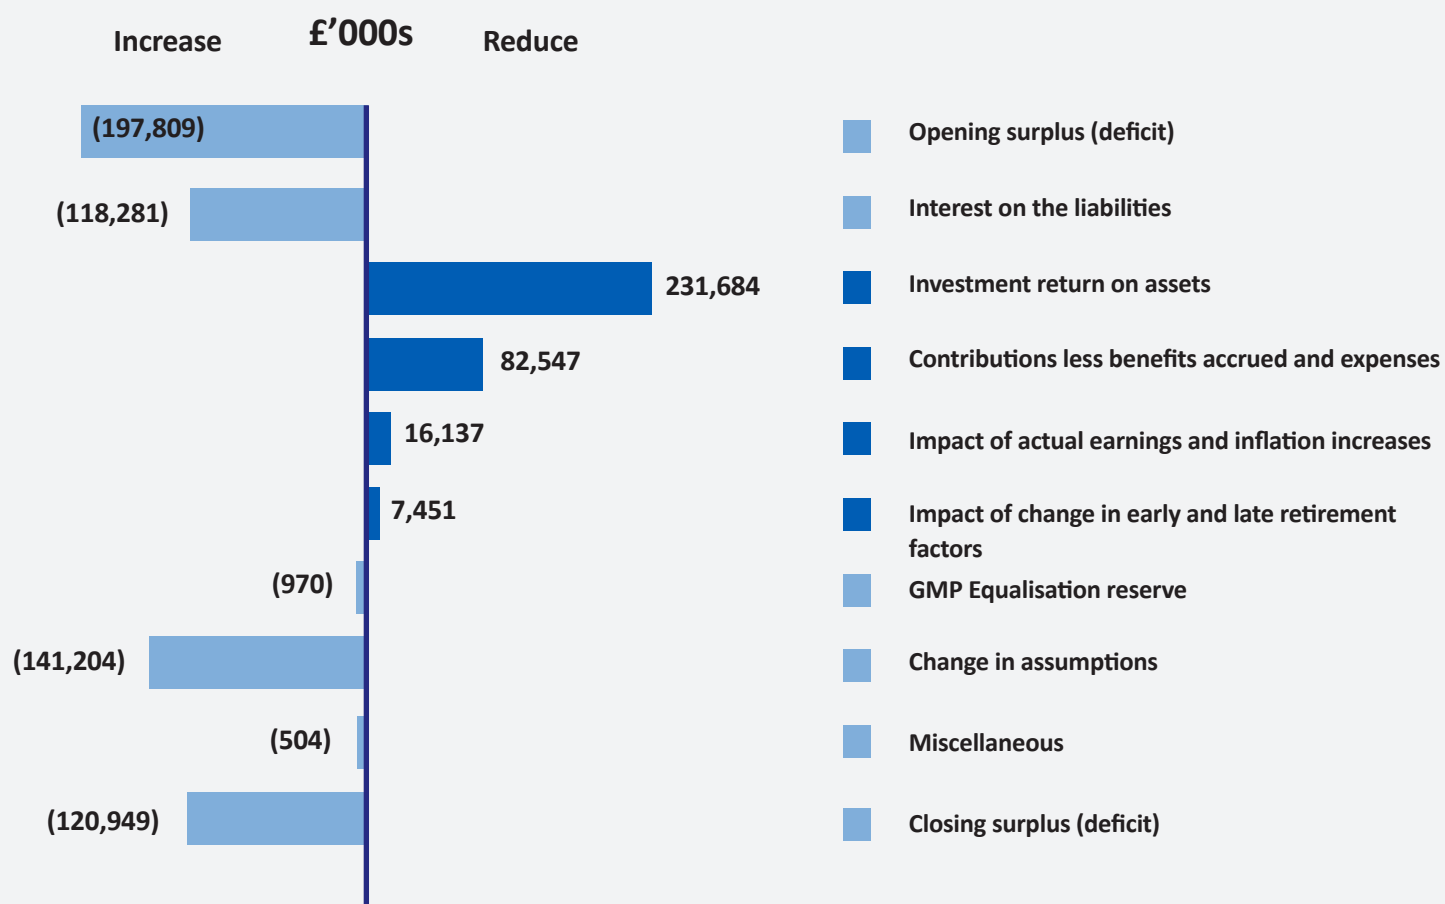 Increase £’000s Reduce
(197,809) Opening surplus (deficit)
(118,281) Interest on the liabilities
231,684 Investment return on assets
82,547 Contributions less benefits accrued and expenses
16,137 Impact of actual earnings and inflation increases
7,451 Impact of change in early and late retirement
factors
(970) GMP Equalisation reserve
(141,204) Change in assumptions
(504) Miscellaneous
(120,949) Closing surplus (deficit)